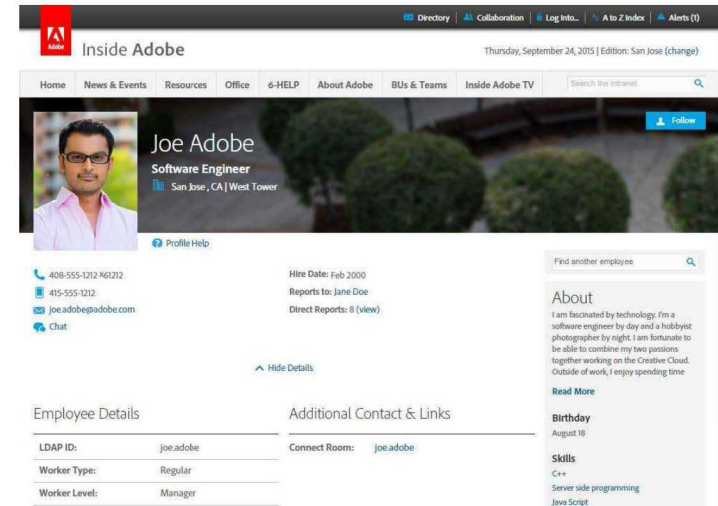 Directory | Collaboration | Log Into... | A to Z Index | Alerts (1)
Adobe
Inside Adobe
Thursday, September 24, 2015 | Edition: San Jose (change)
Home News & Events Resources Office 6-HELP About Adobe BUs & Teams Inside Adobe TV
Search the intranet
Follow
Joe Adobe
Software Engineer
San Jose , CA | West Tower
Profile Help
408-555-1212 X61212
415-555-1212
joe.adobe@adobe.com
Chat
Hire Date: Feb 2000
Reports to: Jane Doe
Direct Reports: 8 (view)
Hide Details
Find another employee
About
I am fascinated by technology. I'm a
software engineer by day and a hobbyist
photographer by night. I am fortunate to
be able to combine my two passions
together working on the Creative Cloud.
Outside of work, I enjoy spending time
Read More
Birthday
August 18
Skills
C++
Server side programming
Java Script
Employee Details
LDAP ID: joe.adobe
Worker Type: Regular
Worker Level: Manager
Additional Contact & Links
Connect Room: joe.adobe